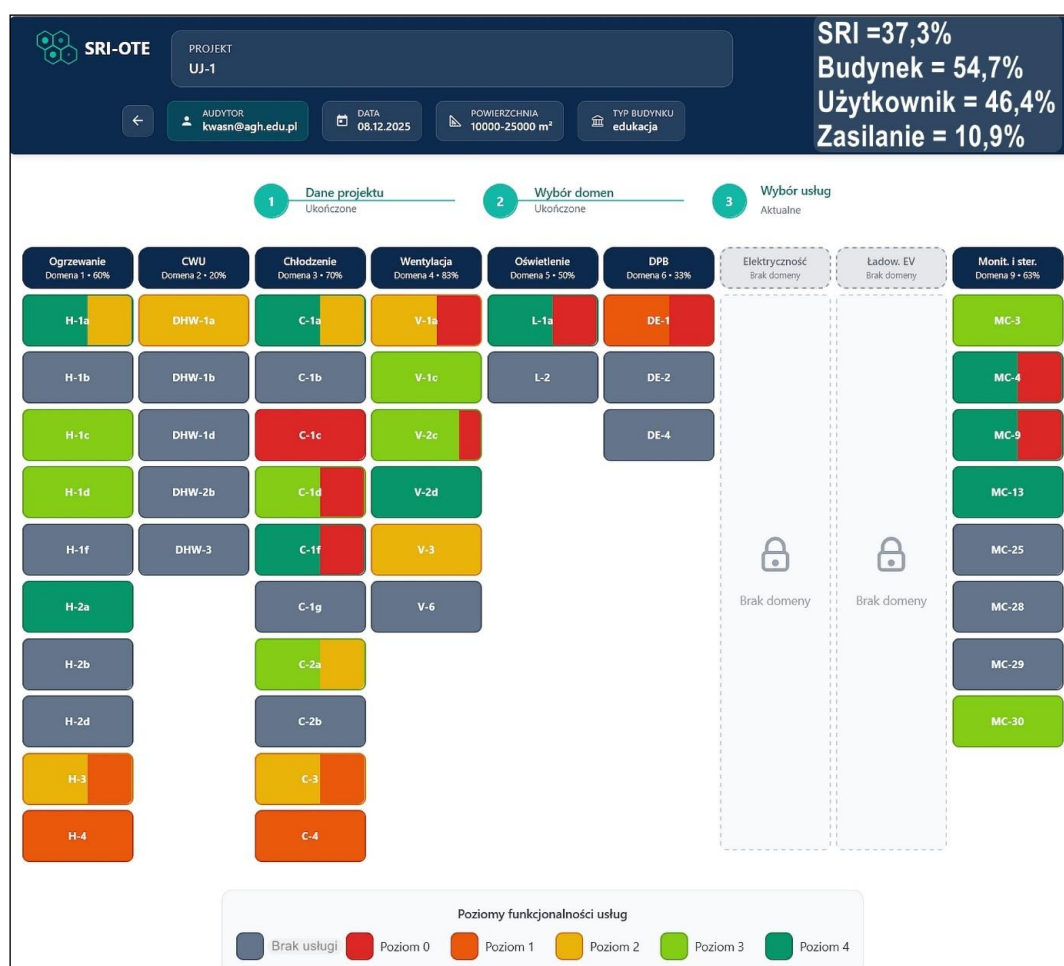 SRI-OTE
PROJEKT
UJ-1
SRI =37,3%
Budynek = 54,7%
Użytkownik = 46,4%
Zasilanie = 10,9%
AUDYTOR
kwasn@agh.edu.pl
DATA
08.12.2025
POWIERZCHNIA
10000-25000 m²
TYP BUDYNKU
edukacja
1 Dane projektu
Ukończone
2 Wybór domen
Ukończone
3 Wybór usług
Aktualne
Ogrzewanie CWU Chłodzenie Wentylacja Oświetlenie DPB Elektryczność Ładow. EV Monit. i ster.
Domena 1 • 60% Domena 2 • 20% Domena 3 • 70% Domena 4 • 83% Domena 5 • 50% Domena 6 • 33% Brak domeny Brak domeny Domena 9 • 63%
H-1a DHW-1a C-1a V-1a L-1a DE-1 MC-3
H-1b DHW-1b C-1b V-1c L-2 DE-2 MC-4
H-1c DHW-1d C-1c V-2c DE-4 MC-9
H-1d DHW-2b C-1d V-2d MC-13
H-1f DHW-3 C-1f V-3 MC-25
H-2a C-1g V-6 Brak domeny Brak domeny MC-28
H-2b C-2a MC-29
H-2d C-2b MC-30
H-3 C-3
H-4 C-4
Poziomy funkcjonalności usług
Brak usługi Poziom 0 Poziom 1 Poziom 2 Poziom 3 Poziom 4